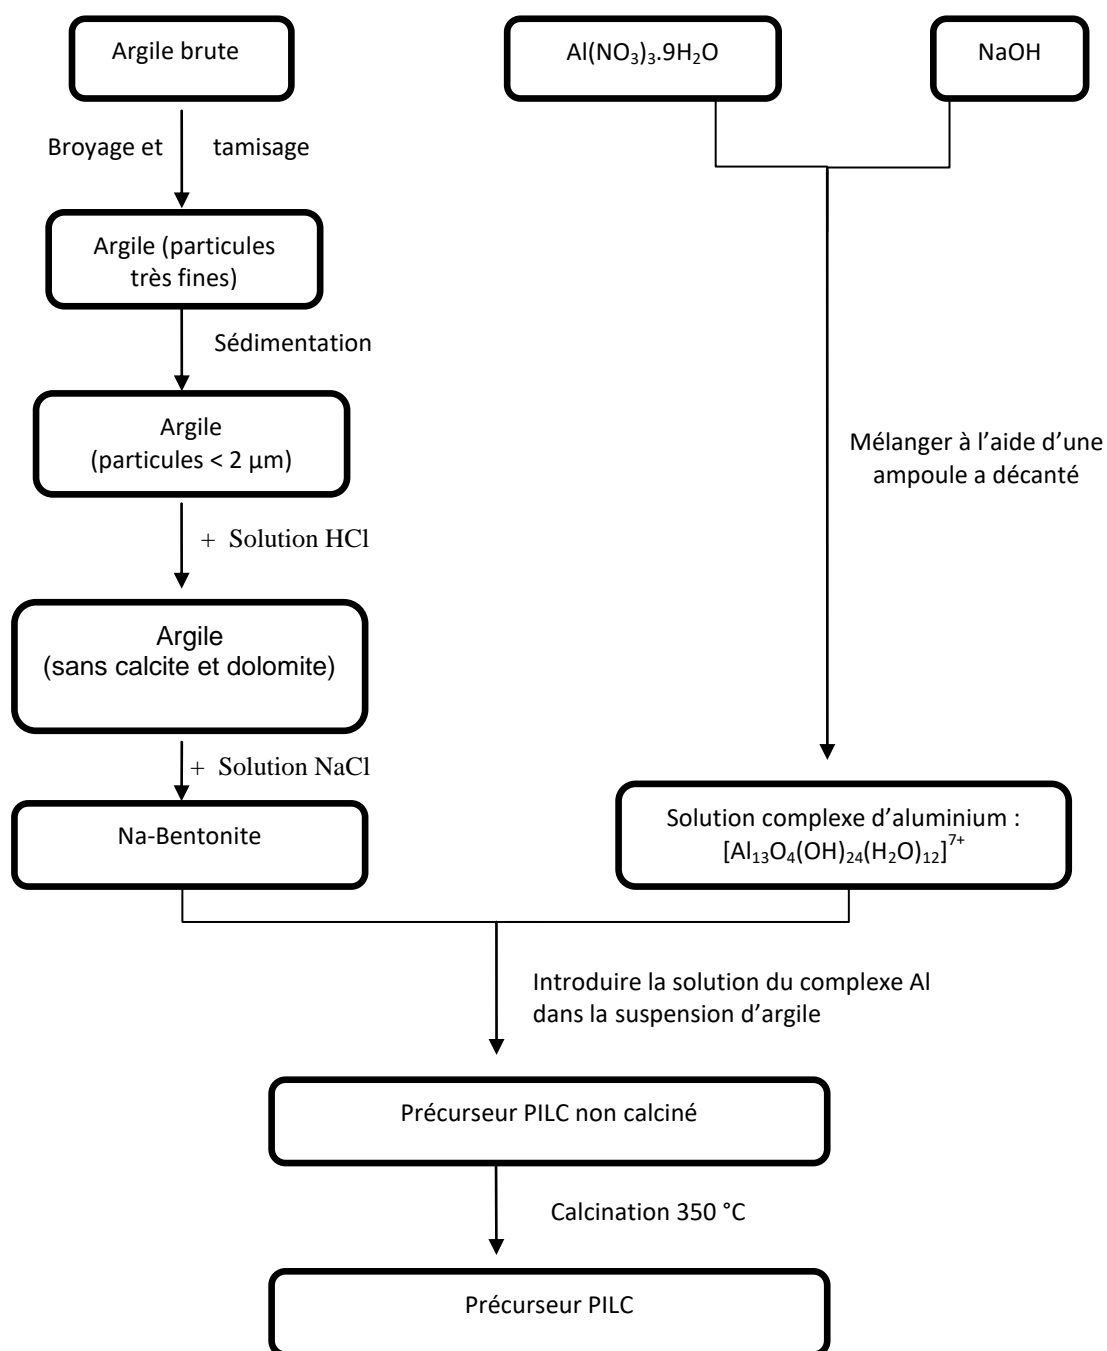 Argile brute
Al(NO₃)₃.9H₂O
NaOH
Broyage et tamisage
Argile (particules
très fines)
Sédimentation
Argile
(particules < 2 µm)
Mélanger à l’aide d’une
ampoule a décanté
+ Solution HCl
Argile
(sans calcite et dolomite)
+ Solution NaCl
Na-Bentonite
Solution complexe d’aluminium :
[Al₁₃O₄(OH)₂₄(H₂O)₁₂]⁷⁺
Introduire la solution du complexe Al
dans la suspension d’argile
Précurseur PILC non calciné
Calcination 350 °C
Précurseur PILC